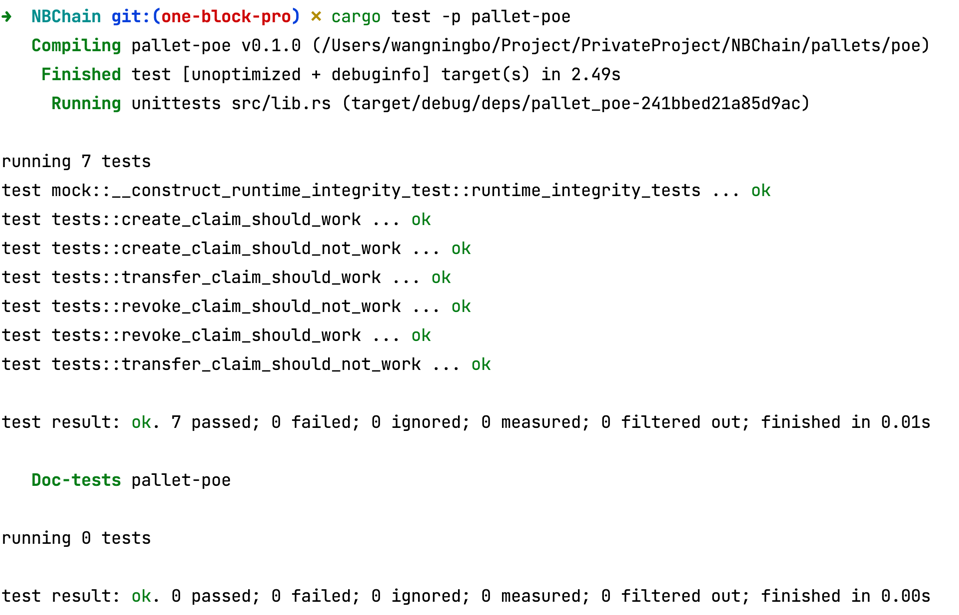 → NBChain git:(one-block-pro) ✗ cargo test -p pallet-poe
Compiling pallet-poe v0.1.0 (/Users/wangningbo/Project/PrivateProject/NBChain/pallets/poe)
Finished test [unoptimized + debuginfo] target(s) in 2.49s
Running unittests src/lib.rs (target/debug/deps/pallet_poe-241bbed21a85d9ac)
running 7 tests
test mock::__construct_runtime_integrity_test::runtime_integrity_tests ... ok
test tests::create_claim_should_work ... ok
test tests::create_claim_should_not_work ... ok
test tests::transfer_claim_should_work ... ok
test tests::revoke_claim_should_not_work ... ok
test tests::revoke_claim_should_work ... ok
test tests::transfer_claim_should_not_work ... ok
test result: ok. 7 passed; 0 failed; 0 ignored; 0 measured; 0 filtered out; finished in 0.01s
Doc-tests pallet-poe
running 0 tests
test result: ok. 0 passed; 0 failed; 0 ignored; 0 measured; 0 filtered out; finished in 0.00s